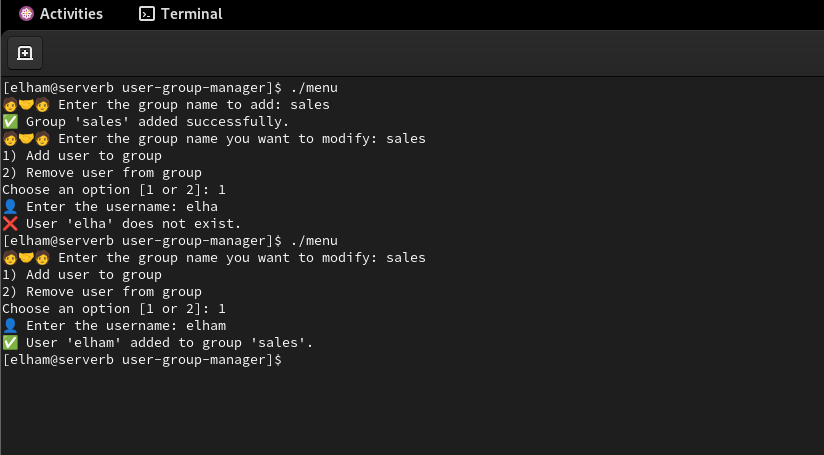 Activities
Terminal
[elham@serverb user-group-manager]$ ./menu
🧑🤝🧑 Enter the group name to add: sales
✅ Group 'sales' added successfully.
🧑🤝🧑 Enter the group name you want to modify: sales
1) Add user to group
2) Remove user from group
Choose an option [1 or 2]: 1
👤 Enter the username: elha
❌ User 'elha' does not exist.
[elham@serverb user-group-manager]$ ./menu
🧑🤝🧑 Enter the group name you want to modify: sales
1) Add user to group
2) Remove user from group
Choose an option [1 or 2]: 1
👤 Enter the username: elham
✅ User 'elham' added to group 'sales'.
[elham@serverb user-group-manager]$